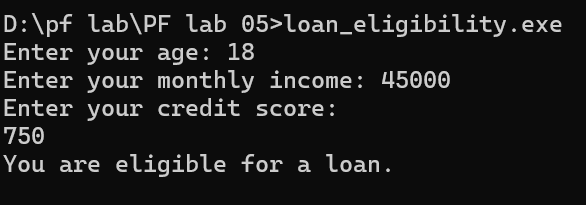 D:\pf lab\PF lab 05>loan_eligibility.exe
Enter your age: 18
Enter your monthly income: 45000
Enter your credit score:
750
You are eligible for a loan.